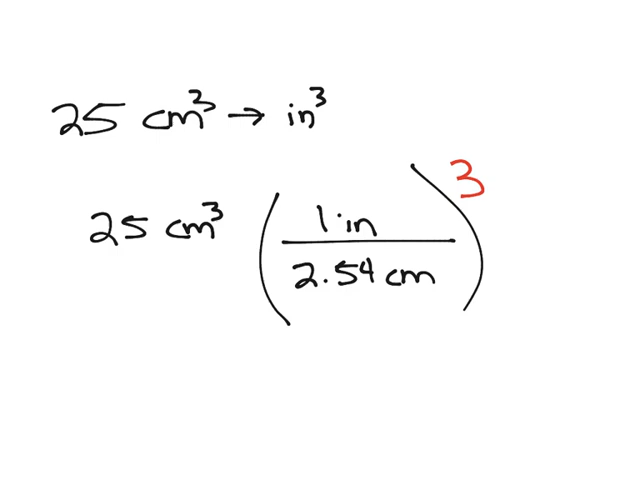 25 cm³ → in³
25 cm³ (1 in / 2.54 cm)³